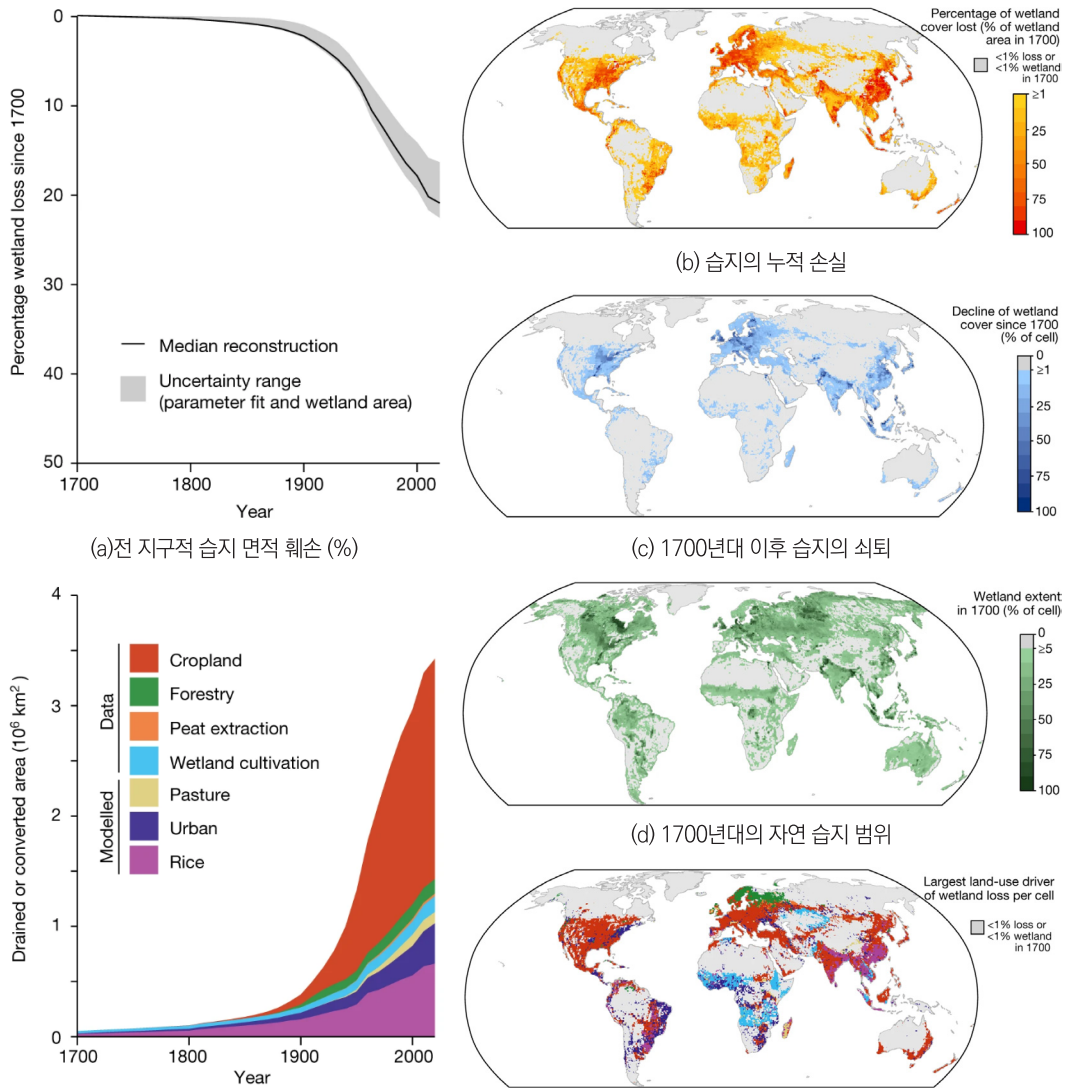 0
10
20
30
40
50
Percentage wetland loss since 1700
Median reconstruction
Uncertainty range
(parameter fit and wetland area)
1700
1800
1900
2000
Year
(a)전 지구적 습지 면적 훼손 (%)
Percentage of wetland
cover lost (% of wetland
area in 1700)
<1% loss or
<1% wetland
in 1700
≥1
25
50
75
100
(b) 습지의 누적 손실
Decline of wetland
cover since 1700
(% of cell)
0
≥1
25
50
75
100
(c) 1700년대 이후 습지의 쇠퇴
4
3
2
1
0
Drained or converted area (10⁶ km²)
Data
Cropland
Forestry
Peat extraction
Wetland cultivation
Modelled
Pasture
Urban
Rice
1700
1800
1900
2000
Year
Wetland extent
in 1700 (% of cell)
0
≥5
25
50
75
100
(d) 1700년대의 자연 습지 범위
Largest land-use driver
of wetland loss per cell
<1% loss or
<1% wetland
in 1700